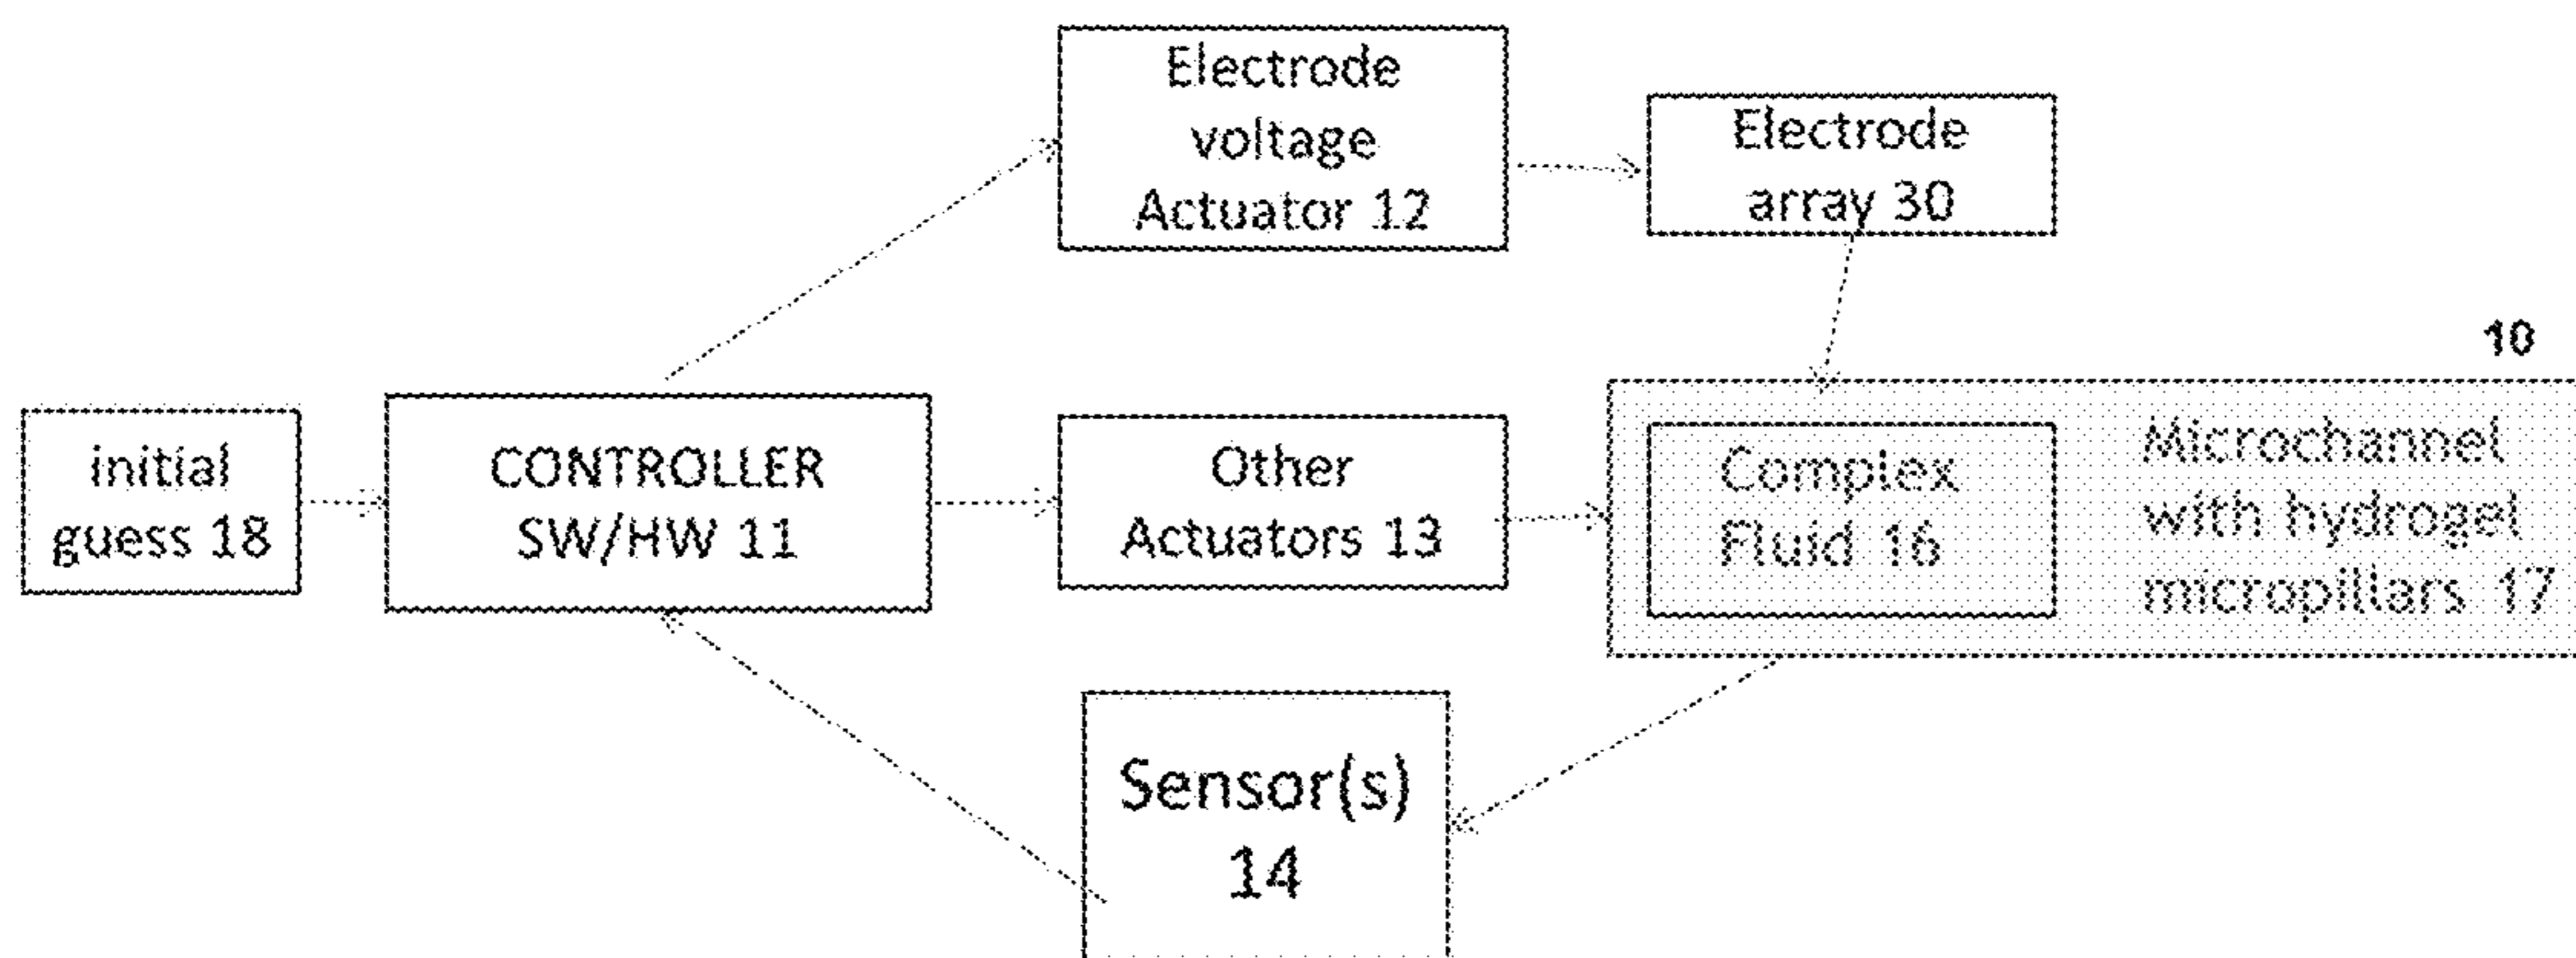 Electrode
voltage
Actuator 12
Electrode
array 30
10
initial
guess 18
CONTROLLER
SW/HW 11
Other
Actuators 13
Complex
Fluid 16
Microchannel
with hydrogel
micropillars 17
Sensor(s)
14